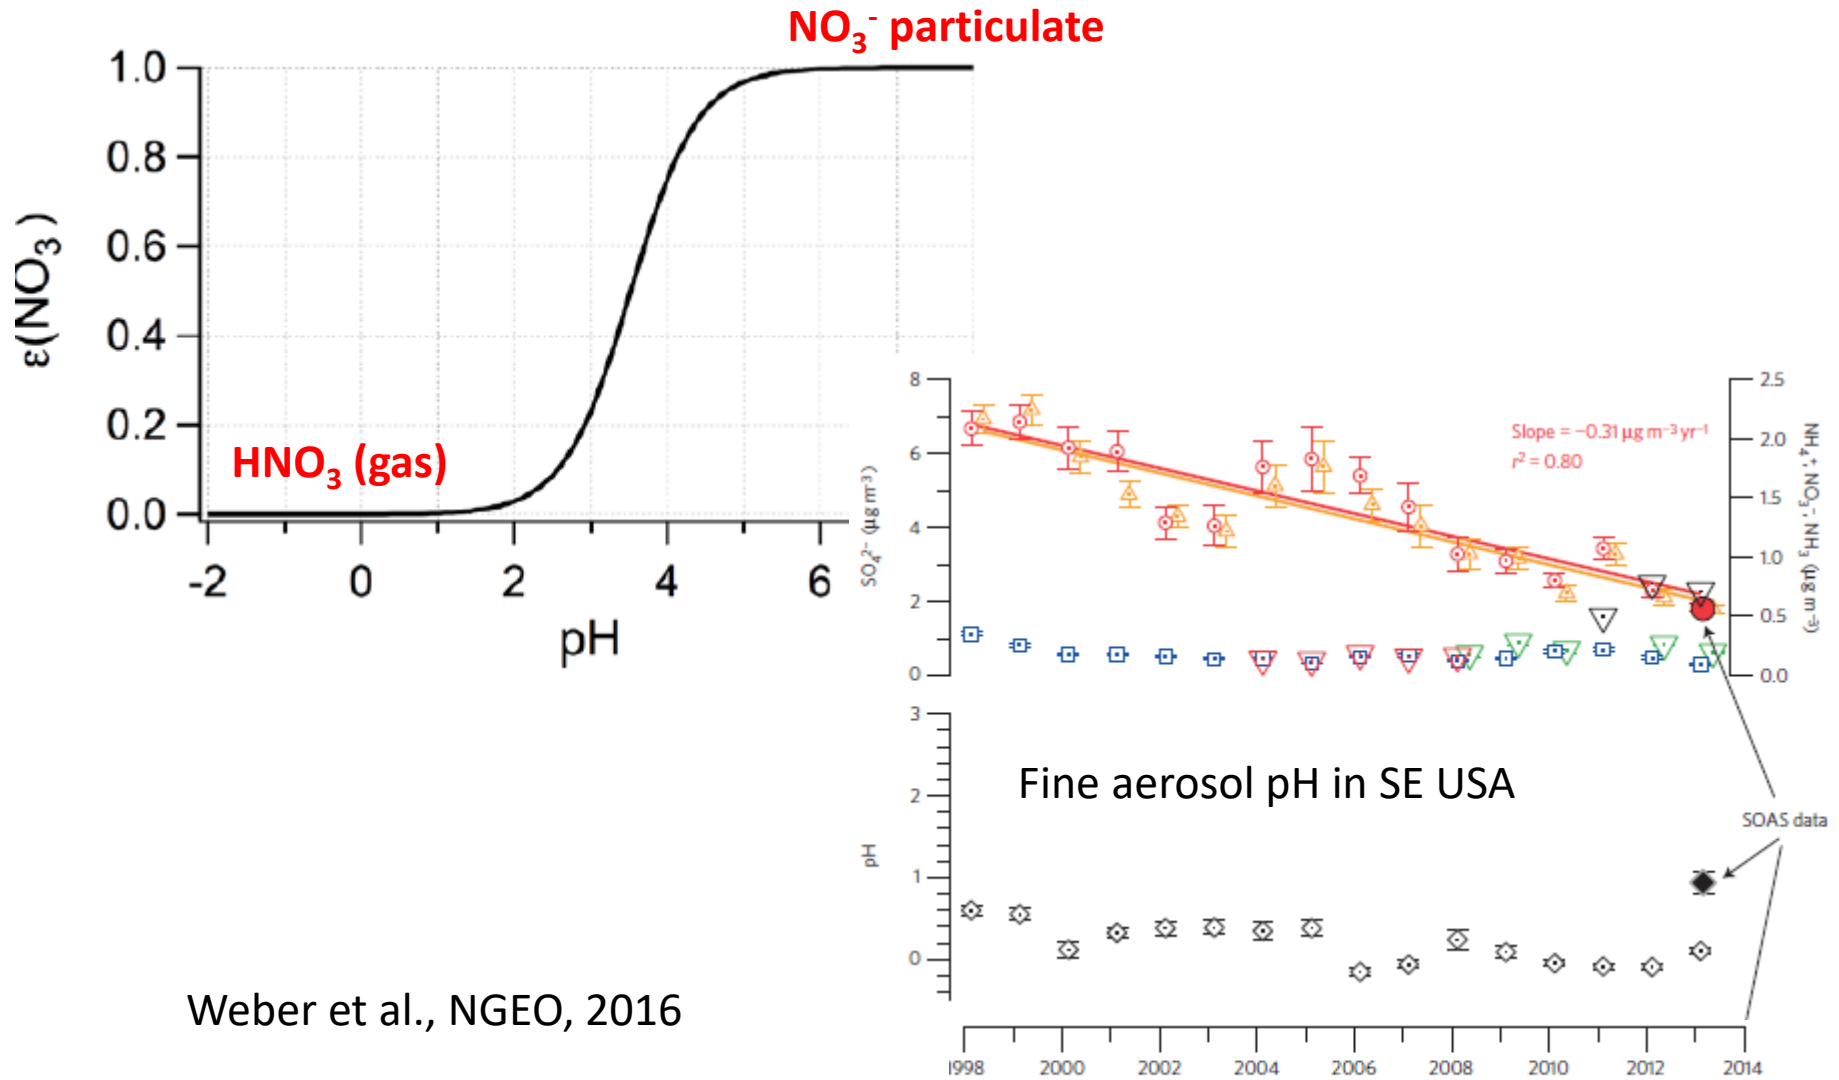 NO₃⁻ particulate
1.0
0.8
0.6
0.4
0.2
0.0
ε(NO₃⁻)
HNO₃ (gas)
-2
0
2
4
6
pH
8
6
4
2
0
SO₄²⁻ (µg m⁻³)
Slope = −0.31 µg m⁻³ yr⁻¹
r² = 0.80
2.5
2.0
1.5
1.0
0.5
0.0
NH₄⁺, NO₃⁻, NH₃ (µg m⁻³)
3
2
1
0
pH
Fine aerosol pH in SE USA
SOAS data
Weber et al., NGEO, 2016
1998
2000
2002
2004
2006
2008
2010
2012
2014